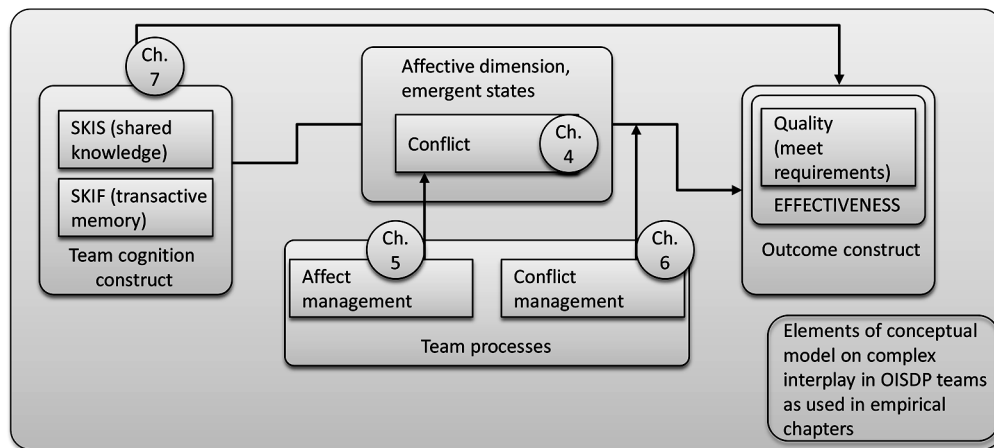 Ch.
7
SKIS (shared
knowledge)
SKIF (transactive
memory)
Team cognition
construct
Affective dimension,
emergent states
Conflict
Ch.
4
Ch.
5
Affect
management
Ch.
6
Conflict
management
Team processes
Quality
(meet
requirements)
EFFECTIVENESS
Outcome construct
Elements of conceptual
model on complex
interplay in OISDP teams
as used in empirical
chapters